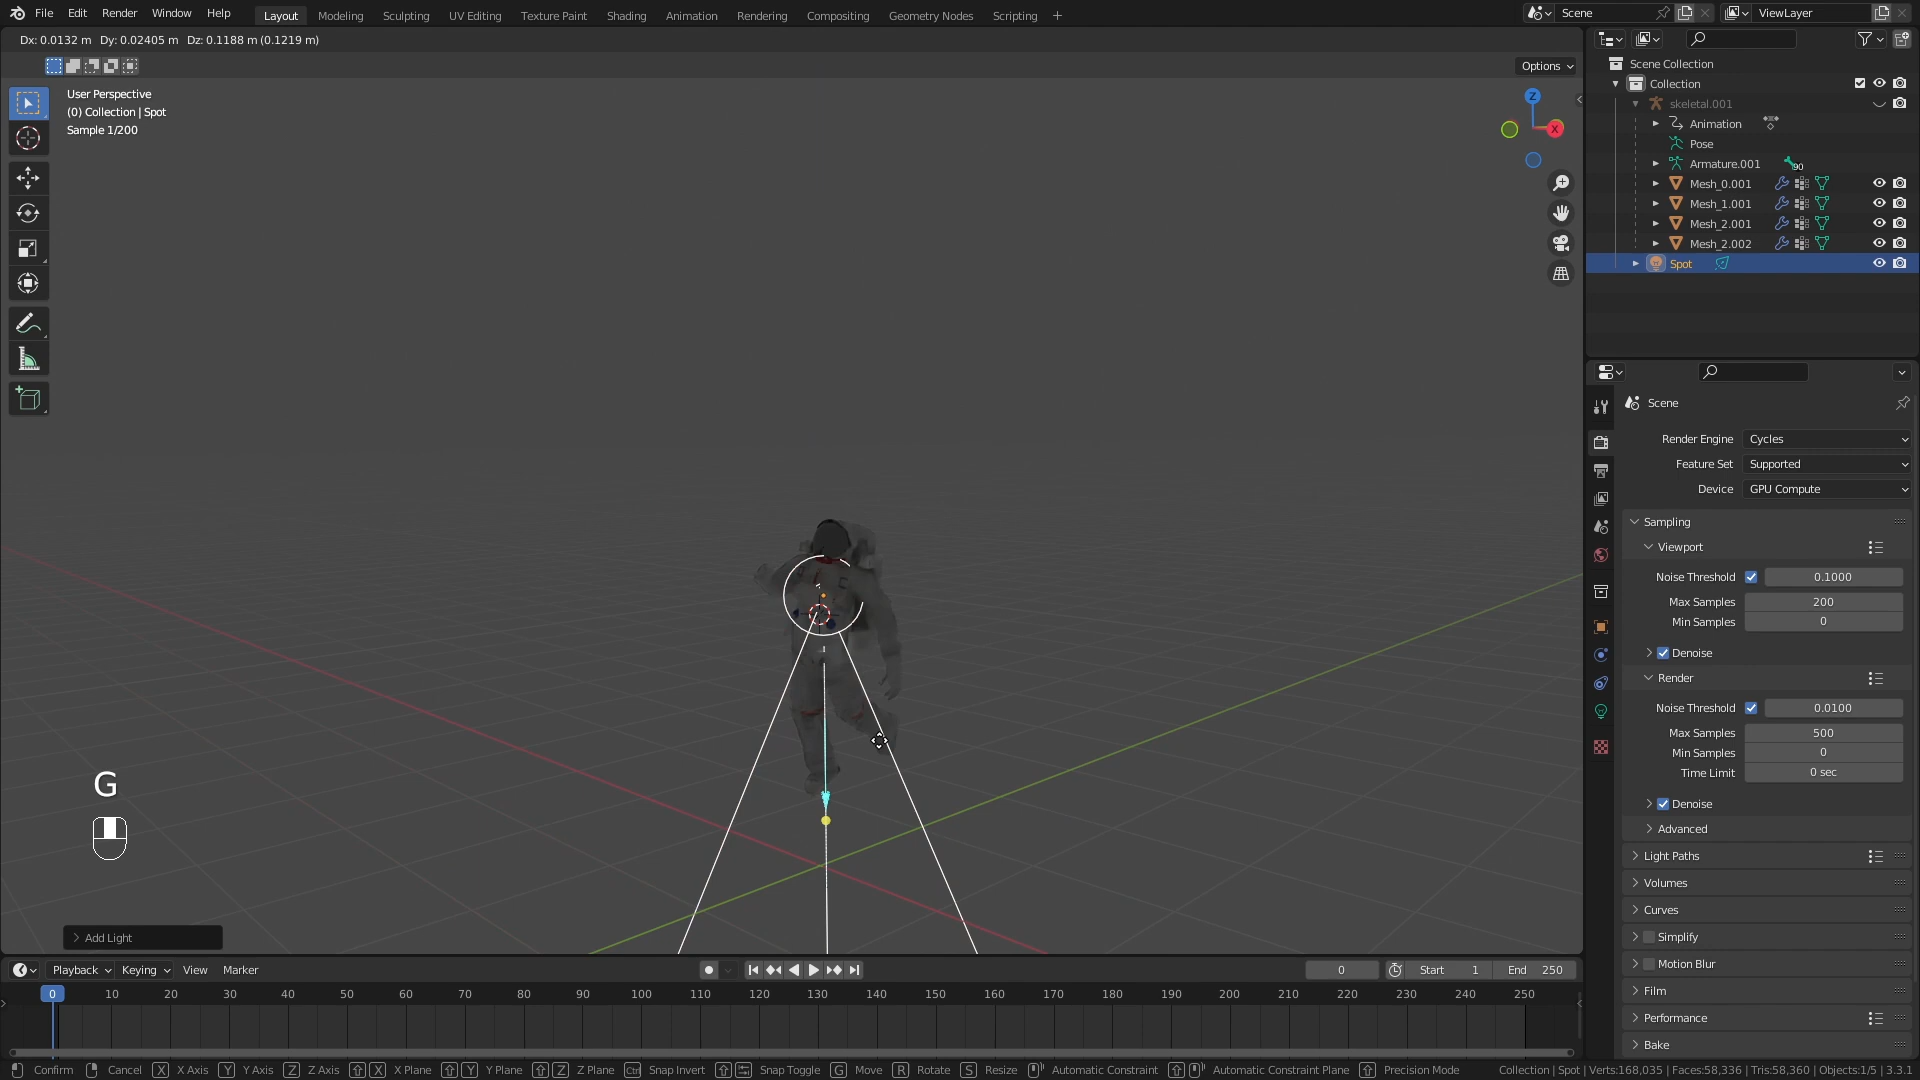 File Edit Render Window Help Layout Modeling Sculpting UV Editing Texture Paint Shading Animation Rendering Compositing Geometry Nodes Scripting + Scene ViewLayer
Dx: 0.0132 m Dy: 0.02405 m Dz: 0.1188 m (0.1219 m)
Options
User Perspective
(0) Collection | Spot
Sample 1/200
Z
X
Scene Collection
Collection
skeletal.001
Animation
Pose
Armature.001 90
Mesh_0.001
Mesh_1.001
Mesh_2.001
Mesh_2.002
Spot
Scene
Render Engine Cycles
Feature Set Supported
Device GPU Compute
Sampling
Viewport
Noise Threshold 0.1000
Max Samples 200
Min Samples 0
Denoise
Render
Noise Threshold 0.0100
Max Samples 500
Min Samples 0
Time Limit 0 sec
Denoise
Advanced
Light Paths
Volumes
Curves
Simplify
Motion Blur
Film
Performance
Bake
G
Add Light
Playback Keying View Marker 0 Start 1 End 250
0 10 20 30 40 50 60 70 80 90 100 110 120 130 140 150 160 170 180 190 200 210 220 230 240 250
Confirm Cancel X X Axis Y Y Axis Z Z Axis X X Plane Y Y Plane Z Z Plane Ctrl Snap Invert Snap Toggle G Move R Rotate S Resize Automatic Constraint Automatic Constraint Plane Precision Mode Collection | Spot | Verts:168,035 | Faces:58,336 | Tris:58,360 | Objects:1/5 | 3.3.1